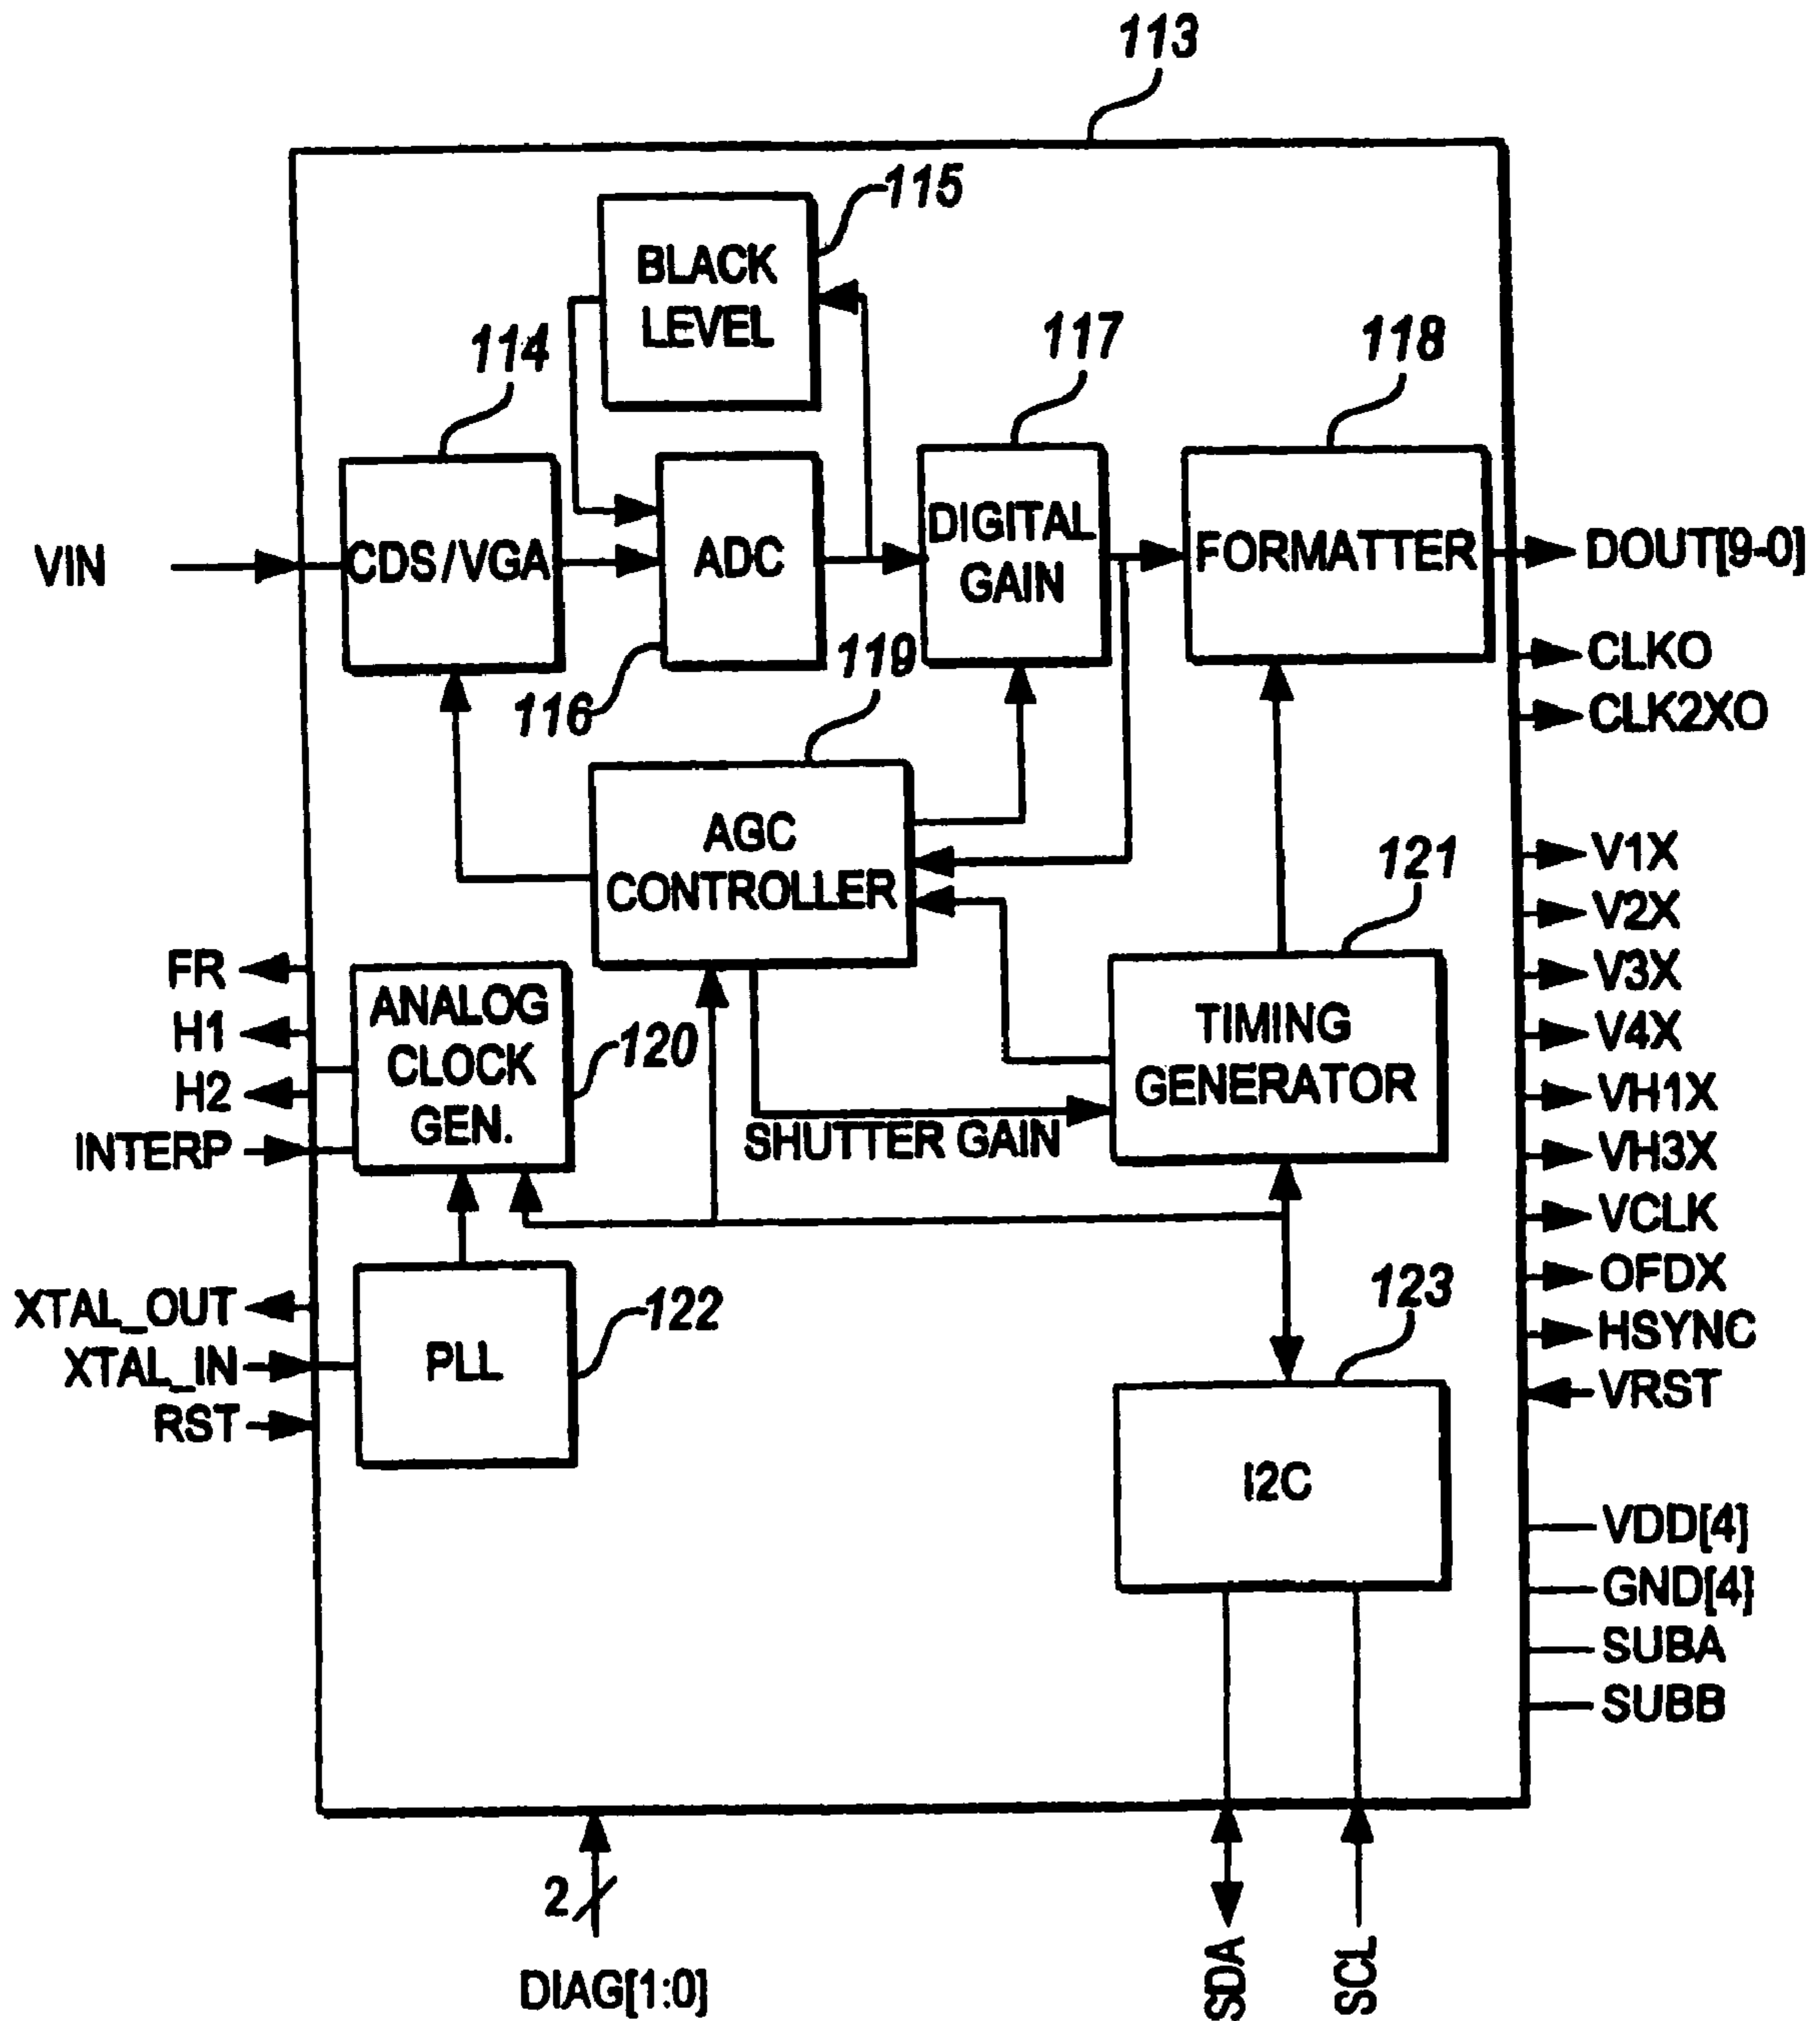 113
115
BLACK
LEVEL
114
117
118
VIN
CDS/VGA
ADC
DIGITAL
GAIN
FORMATTER
DOUT[9-0]
CLKO
CLK2XO
116
119
AGC
CONTROLLER
121
V1X
V2X
V3X
V4X
VH1X
VH3X
VCLK
OFDX
HSYNC
VRST
FR
H1
H2
INTERP
ANALOG
CLOCK
GEN.
120
TIMING
GENERATOR
SHUTTER GAIN
XTAL_OUT
XTAL_IN
RST
PLL
122
123
I2C
VDD[4]
GND[4]
SUBA
SUBB
2
DIAG[1:0]
SDA
SCL